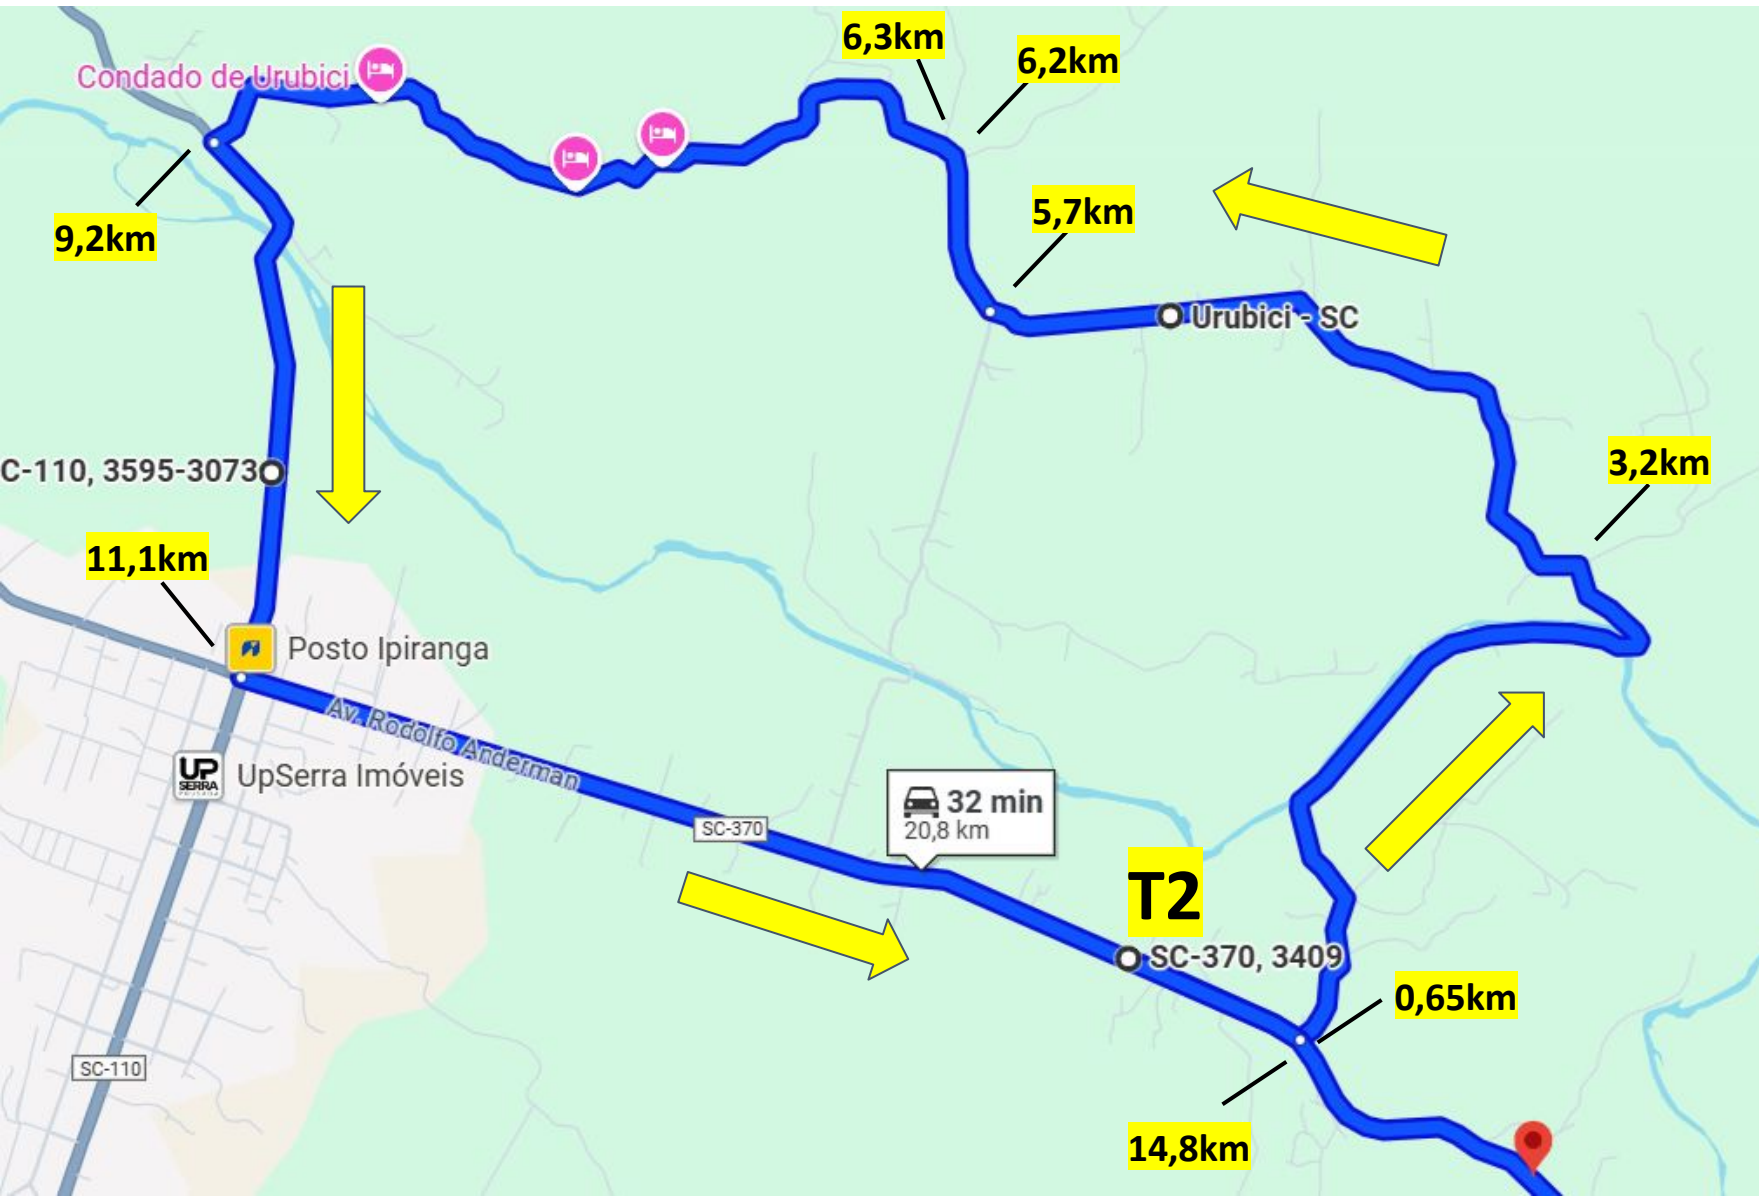 6,3km
6,2km
Condado de Urubici
5,7km
9,2km
Urubici - SC
3,2km
C-110, 3595-3073
11,1km
Posto Ipiranga
Av. Rodolfo Anderman
UP
SERRA
UpSerra Imóveis
SC-370
32 min
20,8 km
T2
SC-370, 3409
0,65km
SC-110
14,8km